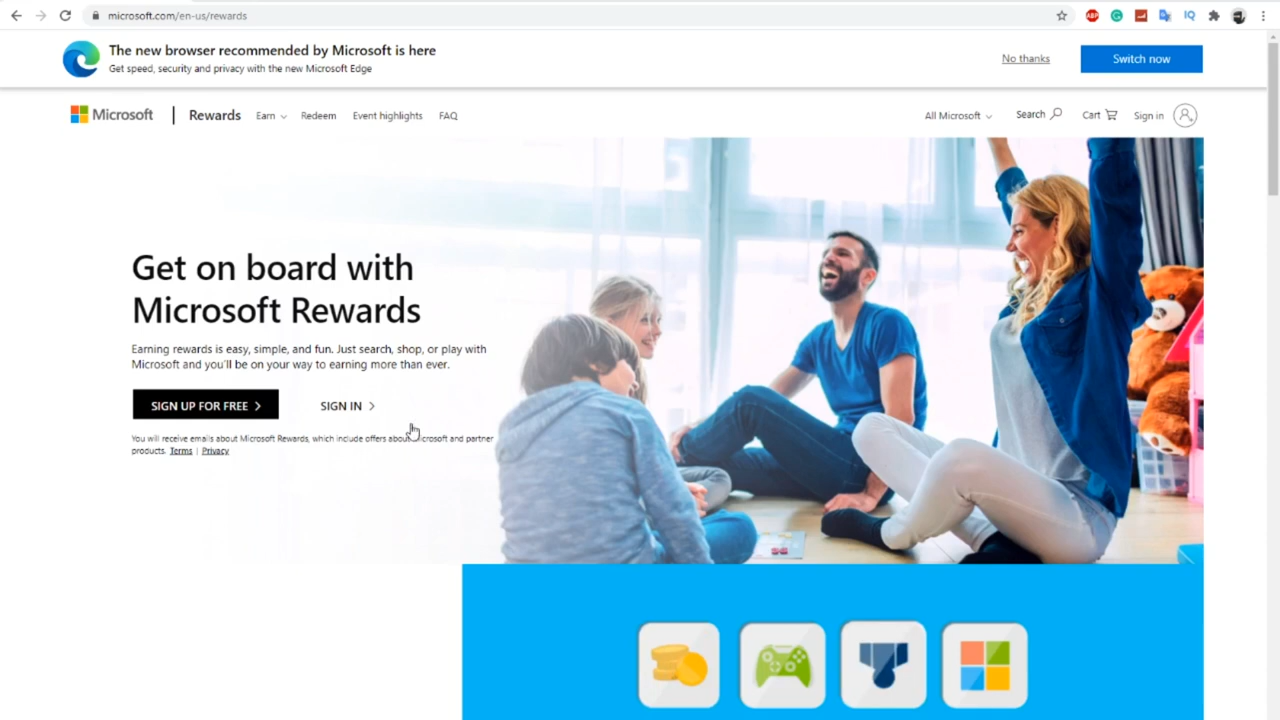 microsoft.com/en-us/rewards
ABP
IQ
The new browser recommended by Microsoft is here
Get speed, security and privacy with the new Microsoft Edge
No thanks
Switch now
Microsoft | Rewards Earn Redeem Event highlights FAQ
All Microsoft Search Cart Sign in
Get on board with
Microsoft Rewards
Earning rewards is easy, simple, and fun. Just search, shop, or play with
Microsoft and you'll be on your way to earning more than ever.
SIGN UP FOR FREE
SIGN IN
You will receive emails about Microsoft Rewards, which include offers about Microsoft and partner
products. Terms | Privacy